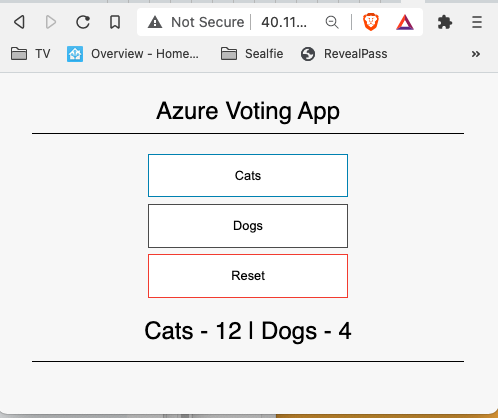 Not Secure 40.11...
TV Overview - Home... Sealfie RevealPass »
Azure Voting App
Cats
Dogs
Reset
Cats - 12 | Dogs - 4